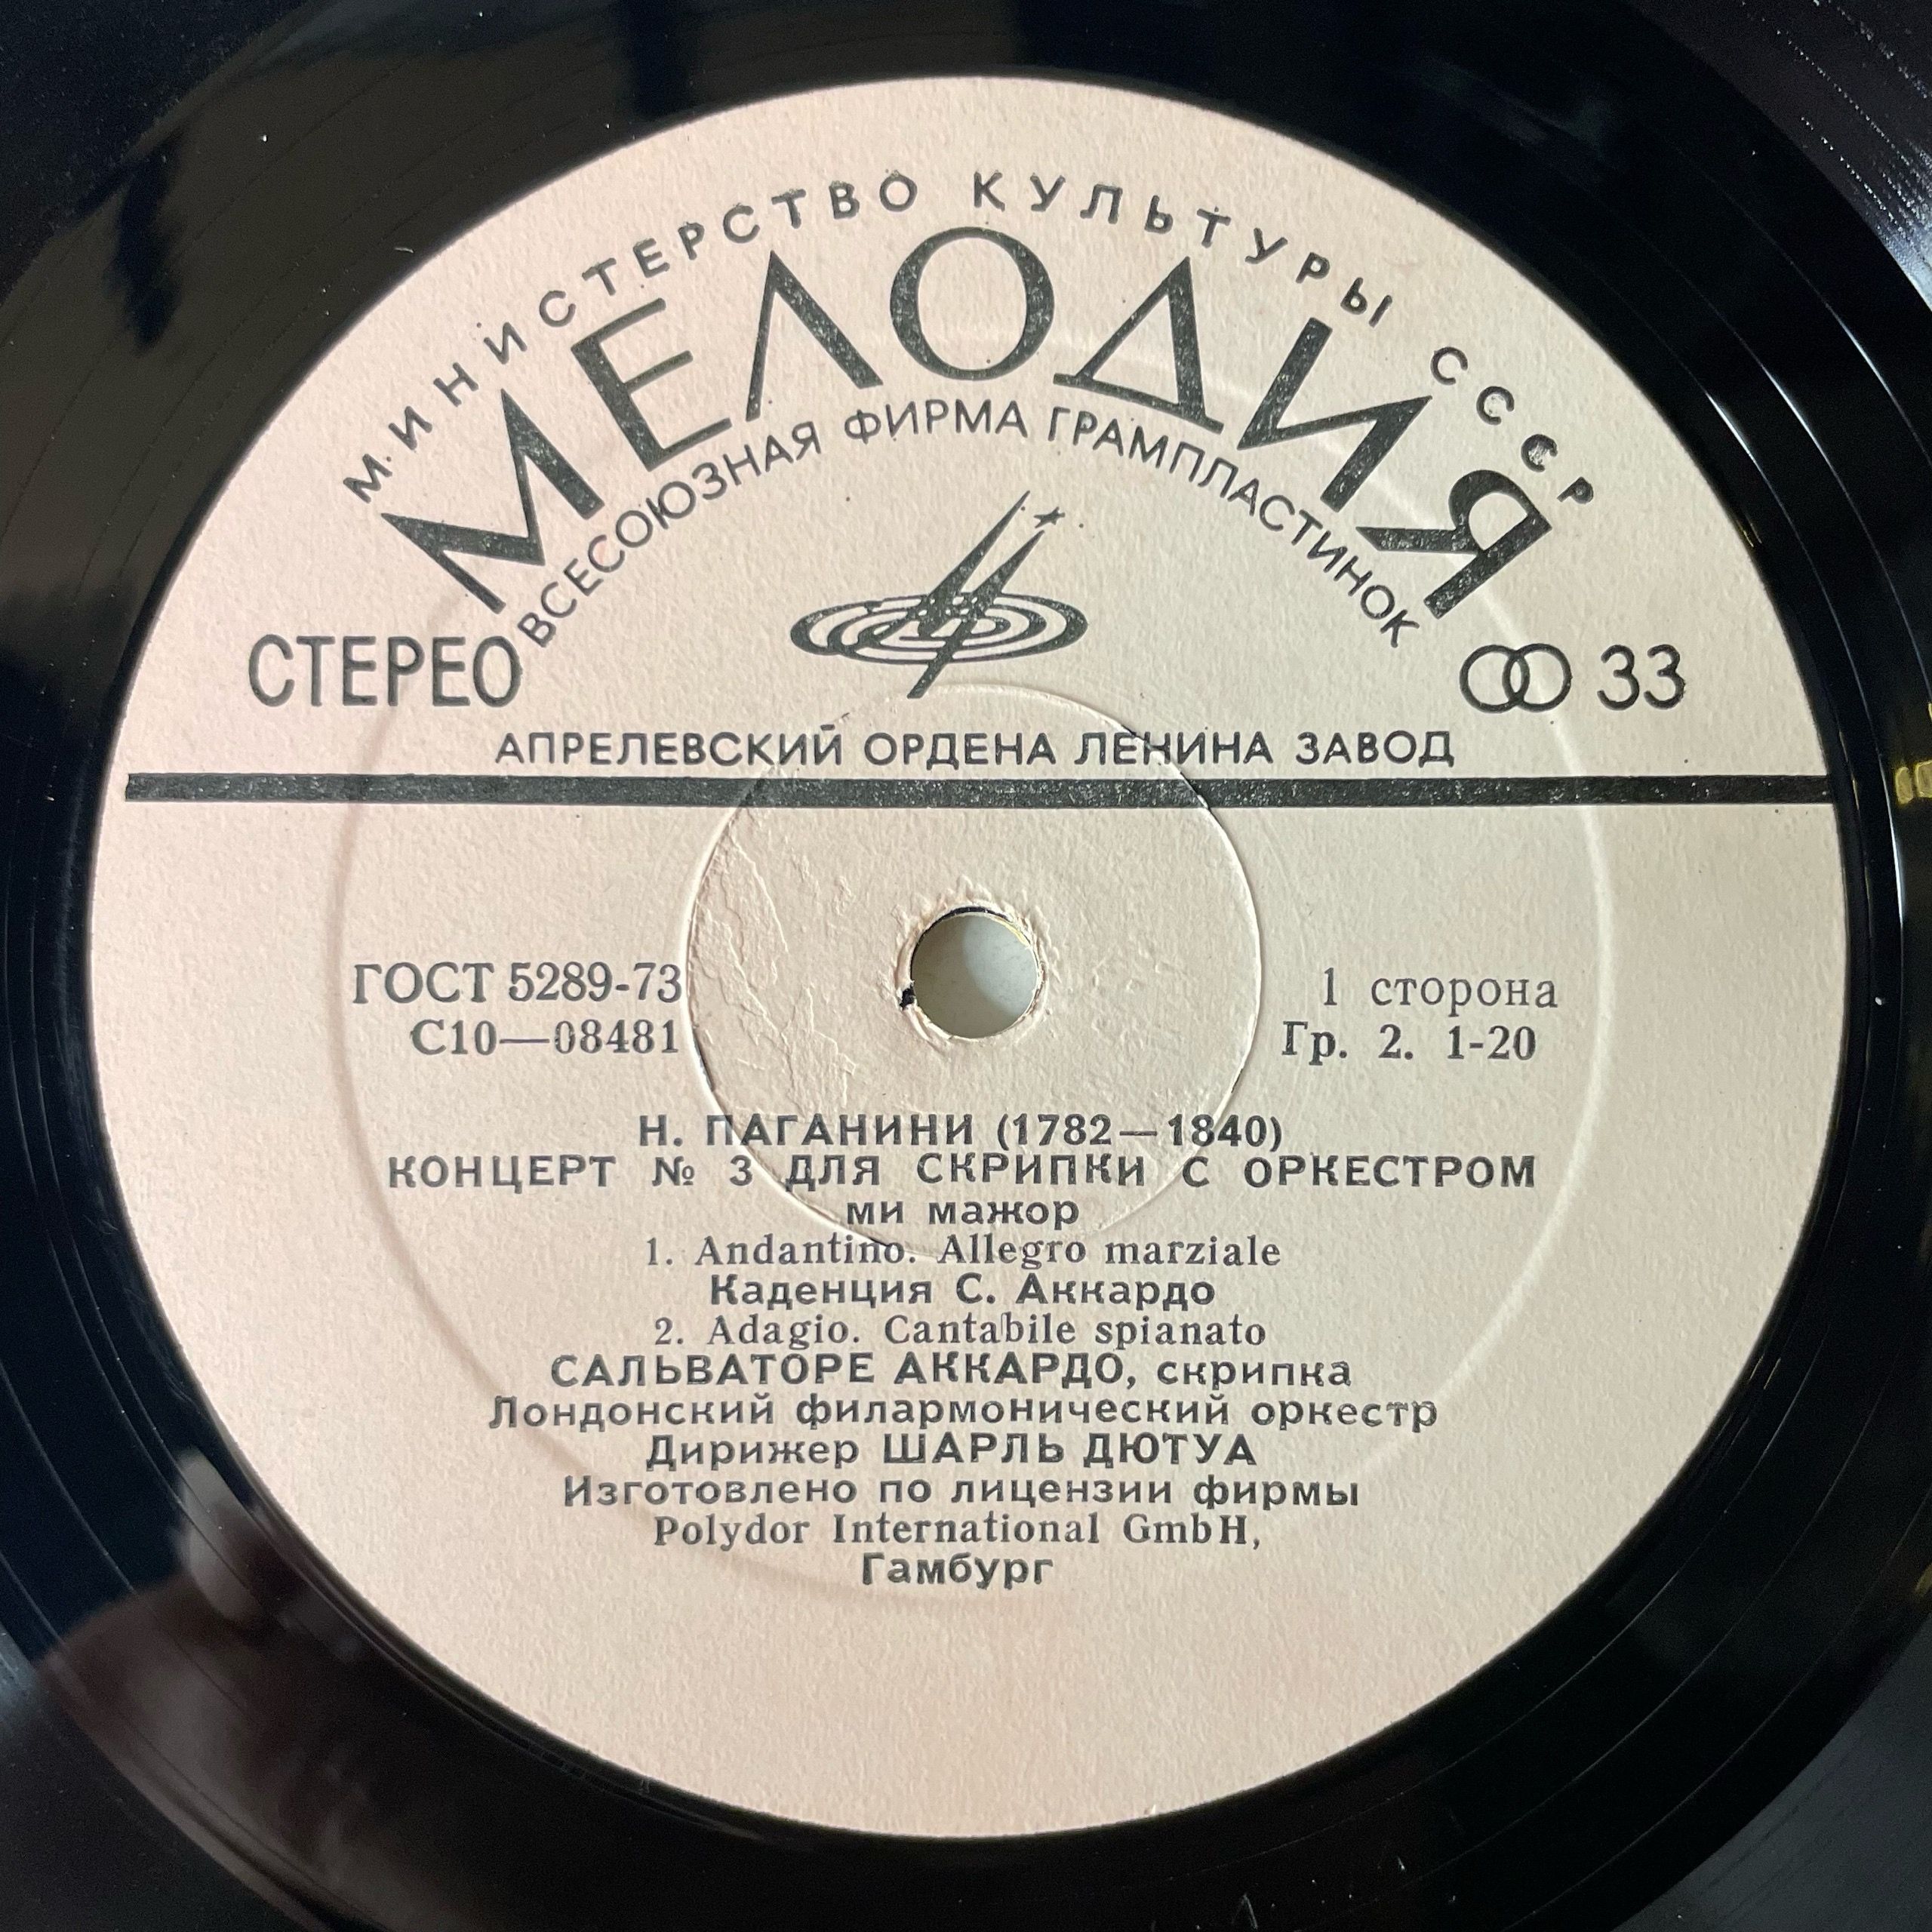 МИНИСТЕРСТВО КУЛЬТУРЫ СССР
МЕЛОДИЯ
ВСЕСОЮЗНАЯ ФИРМА ГРАМПЛАСТИНОК
СТЕРЕО
33
АПРЕЛЕВСКИЙ ОРДЕНА ЛЕНИНА ЗАВОД
ГОСТ 5289-73
С10—08481
1 сторона
Гр. 2. 1-20
Н. ПАГАНИНИ (1782—1840)
КОНЦЕРТ № 3 ДЛЯ СКРИПКИ С ОРКЕСТРОМ
ми мажор
1. Andantino. Allegro marziale
Каденция С. Аккардо
2. Adagio. Cantabile spianato
САЛЬВАТОРЕ АККАРДО, скрипка
Лондонский филармонический оркестр
Дирижер ШАРЛЬ ДЮТУА
Изготовлено по лицензии фирмы
Polydor International GmbH,
Гамбург